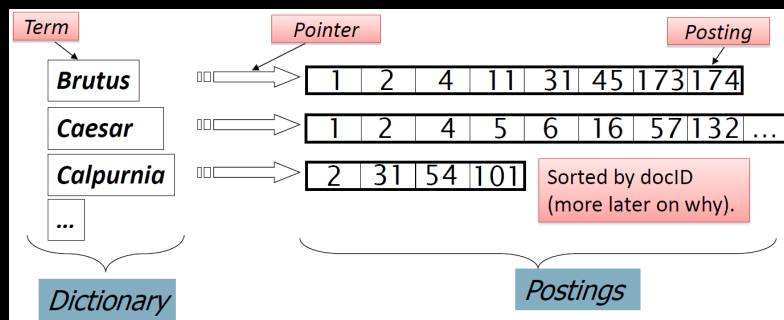 Term
Pointer
Posting
Brutus 1 2 4 11 31 45 173 174
Caesar 1 2 4 5 6 16 57 132 ...
Calpurnia 2 31 54 101
Sorted by docID
(more later on why).
...
Dictionary
Postings